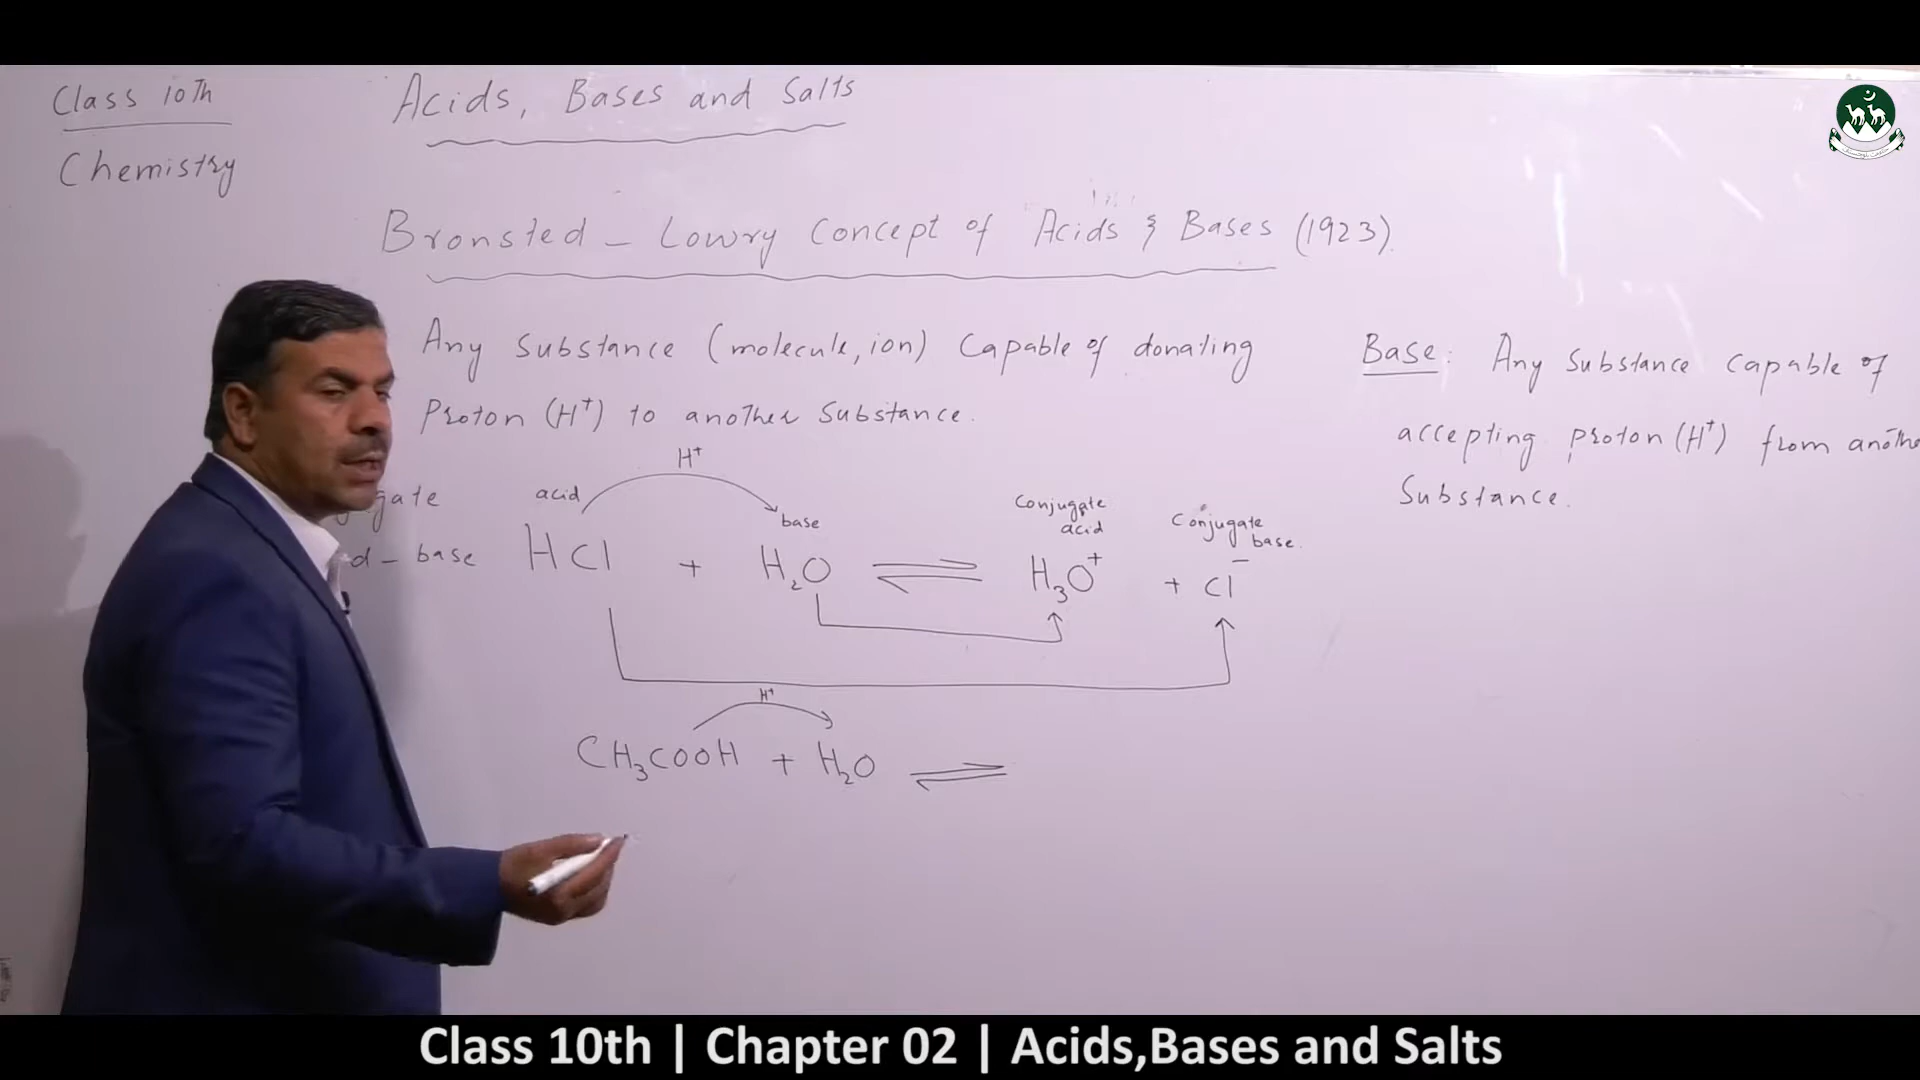 Class 10Th
Chemistry
Acids, Bases and Salts
Bronsted - Lowry Concept of Acids & Bases (1923).
Any Substance (molecule, ion) Capable of donating
Proton (H⁺) to another Substance.
Base: Any Substance Capable of
accepting proton (H⁺) from
Substance.
H⁺
acid
base
Conjugate
acid
Conjugate
base.
base
HCl + H₂O ⇌ H₃O⁺ + Cl⁻
H⁺
CH₃COOH + H₂O ⇌
Class 10th | Chapter 02 | Acids,Bases and Salts